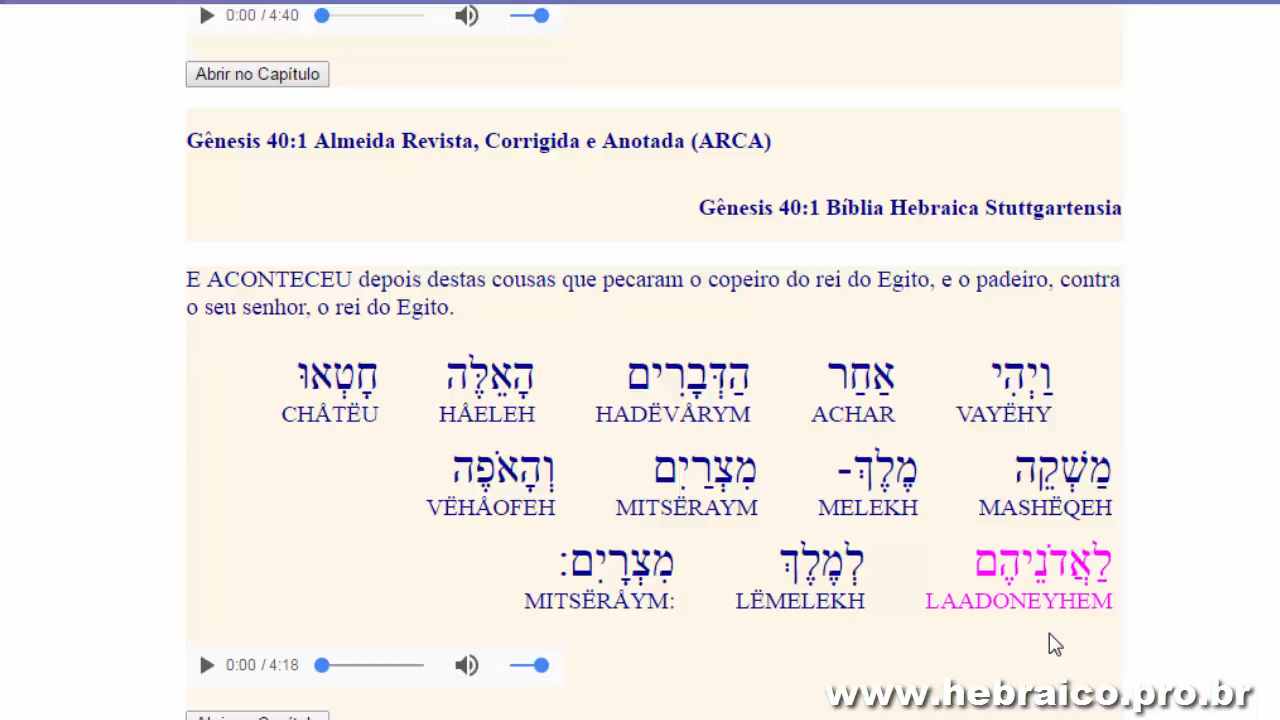 0:00 / 4:40
Abrir no Capítulo
Gênesis 40:1 Almeida Revista, Corrigida e Anotada (ARCA)
Gênesis 40:1 Bíblia Hebraica Stuttgartensia
E ACONTECEU depois destas cousas que pecaram o copeiro do rei do Egito, e o padeiro, contra
o seu senhor, o rei do Egito.
וַיְהִי אַחַר הַדְּבָרִים הָאֵלֶּה חָטְאוּ
CHÂTËU HÂELEH HADËVÂRYM ACHAR VAYËHY
מַשְׁקֵה מֶלֶךְ- מִצְרַיִם וְהָאֹפֶה
VËHÂOFEH MITSËRAYM MELEKH MASHËQEH
לַאֲדֹנֵיהֶם לְמֶלֶךְ מִצְרָיִם׃
MITSËRÂYM: LËMELEKH LAADONEYHEM
0:00 / 4:18
www.hebraico.pro.br
Abrir no Capítulo